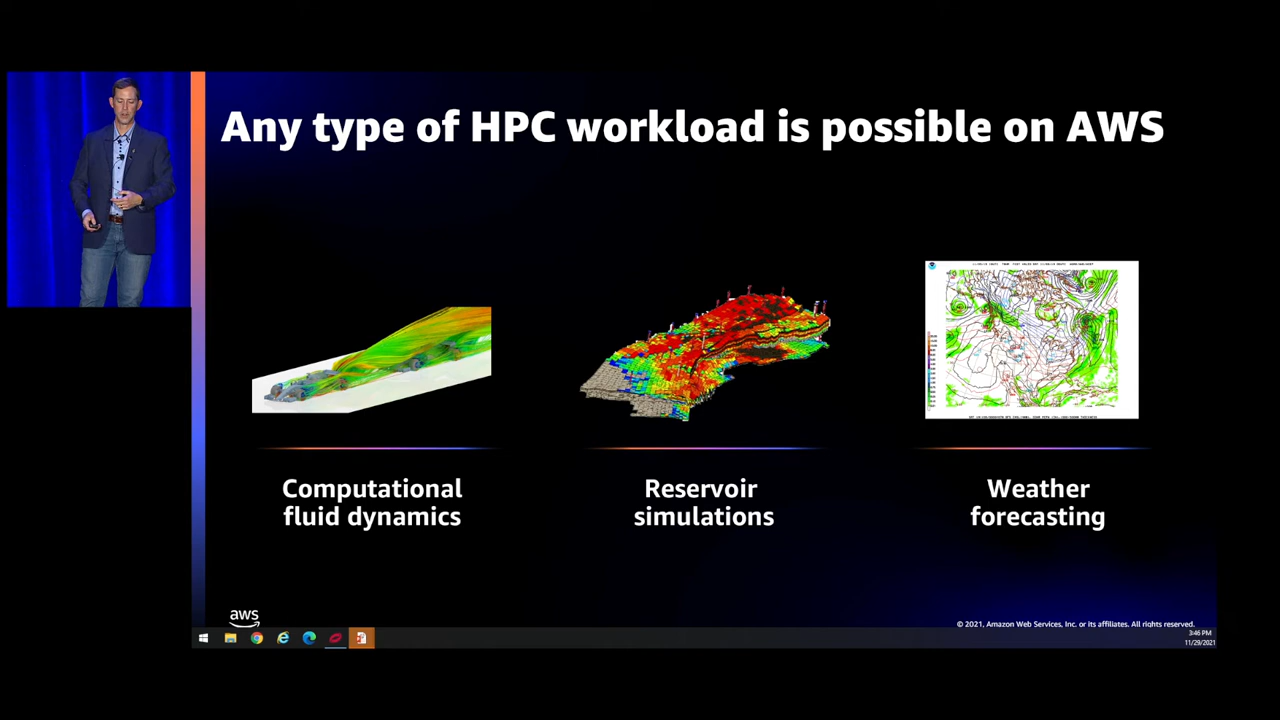 Any type of HPC workload is possible on AWS
Computational
fluid dynamics
Reservoir
simulations
Weather
forecasting
aws
© 2021, Amazon Web Services, Inc. or its affiliates. All rights reserved.
3:46 PM
11/29/2021